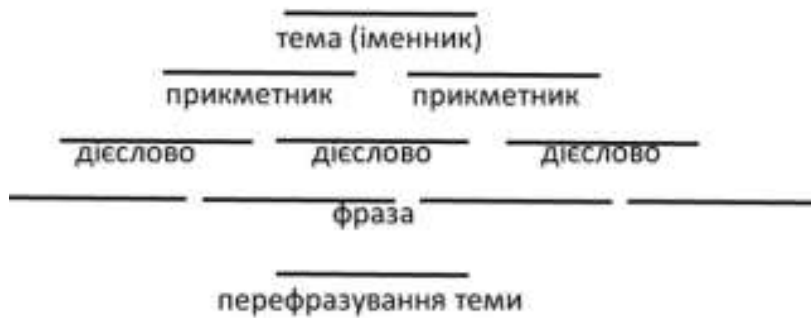 тема (іменник)
прикметник прикметник
дієслово дієслово дієслово
фраза
перефразування теми